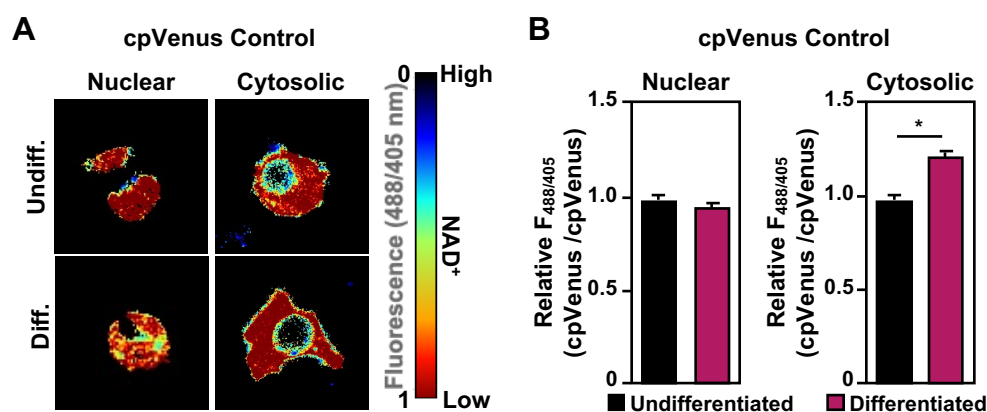 A
cpVenus Control
Nuclear Cytosolic
Undiff.
Diff.
0 High
Fluorescence (488/405 nm)
NAD+
1 Low
B
cpVenus Control
Nuclear
Relative F488/405
(cpVenus /cpVenus)
1.5
1.0
0.5
0
Cytosolic
Relative F488/405
(cpVenus /cpVenus)
1.5
1.0
0.5
0
*
Undifferentiated Differentiated